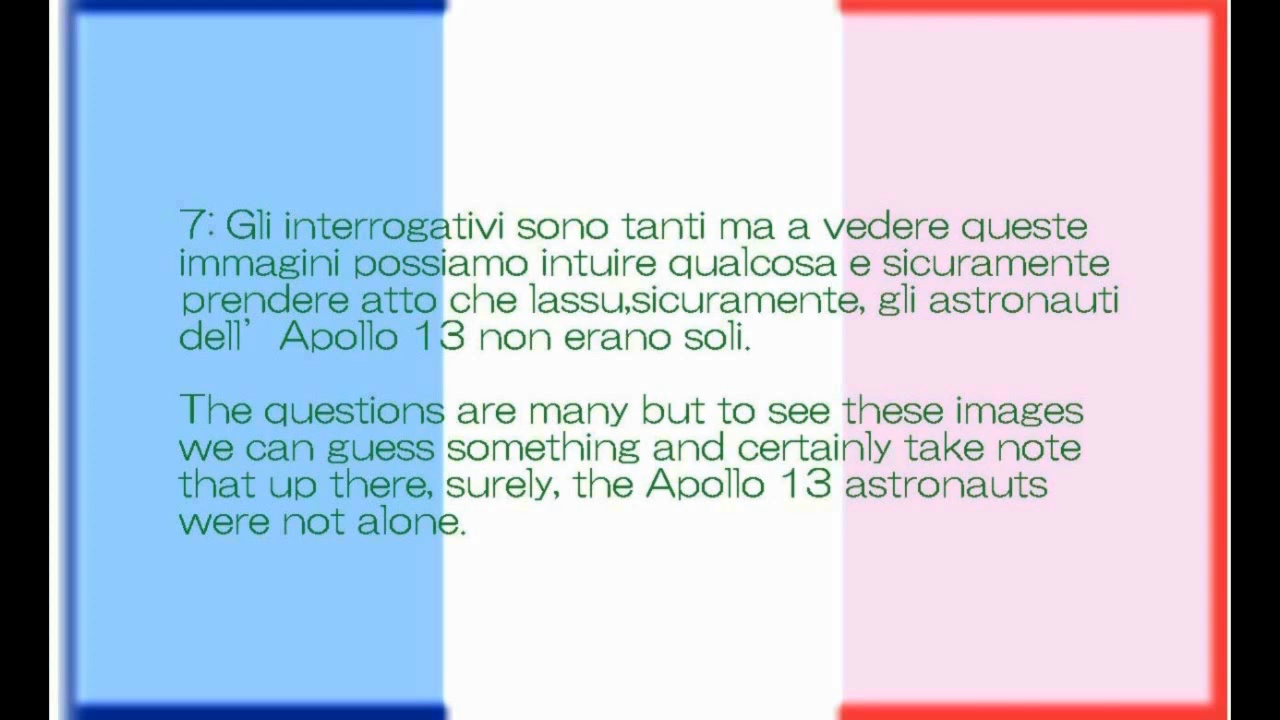 7: Gli interrogativi sono tanti ma a vedere queste
immagini possiamo intuire qualcosa e sicuramente
prendere atto che lassu,sicuramente, gli astronauti
dell’ Apollo 13 non erano soli.
The questions are many but to see these images
we can guess something and certainly take note
that up there, surely, the Apollo 13 astronauts
were not alone.